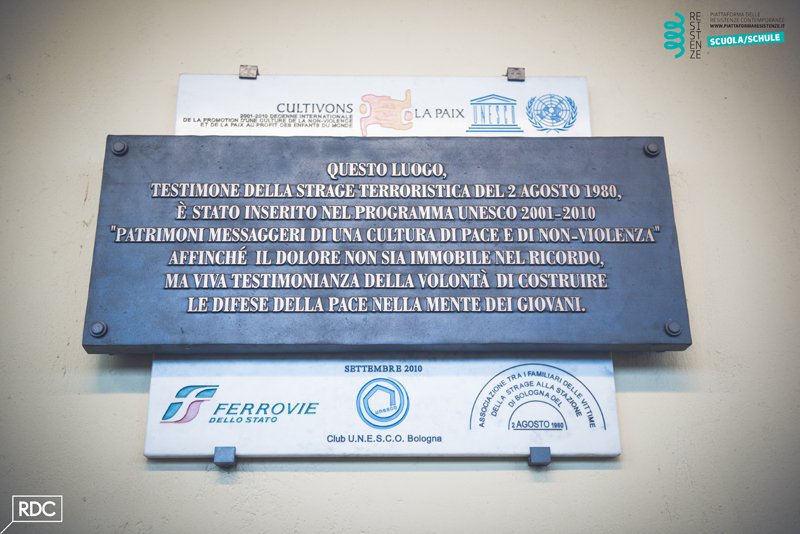 RESISTENZE
PIATTAFORMA DELLE
RESISTENZE CONTEMPORANEE
WWW.PIATTAFORMARESISTENZE.IT
SCUOLA/SCHULE
CULTIVONS LA PAIX
2001-2010 DECENNIE INTERNATIONALE
DE LA PROMOTION D'UNE CULTURE DE LA NON-VIOLENCE
ET DE LA PAIX AU PROFIT DES ENFANTS DU MONDE
UNESCO
QUESTO LUOGO,
TESTIMONE DELLA STRAGE TERRORISTICA DEL 2 AGOSTO 1980,
È STATO INSERITO NEL PROGRAMMA UNESCO 2001-2010
"PATRIMONI MESSAGGERI DI UNA CULTURA DI PACE E DI NON-VIOLENZA"
AFFINCHÉ IL DOLORE NON SIA IMMOBILE NEL RICORDO,
MA VIVA TESTIMONIANZA DELLA VOLONTÀ DI COSTRUIRE
LE DIFESE DELLA PACE NELLA MENTE DEI GIOVANI.
SETTEMBRE 2010
FERROVIE
DELLO STATO
unesco
Club U.N.E.S.C.O. Bologna
ASSOCIAZIONE TRA I FAMILIARI DELLE VITTIME
DELLA STRAGE ALLA STAZIONE
DI BOLOGNA DEL
2 AGOSTO 1980
RDC